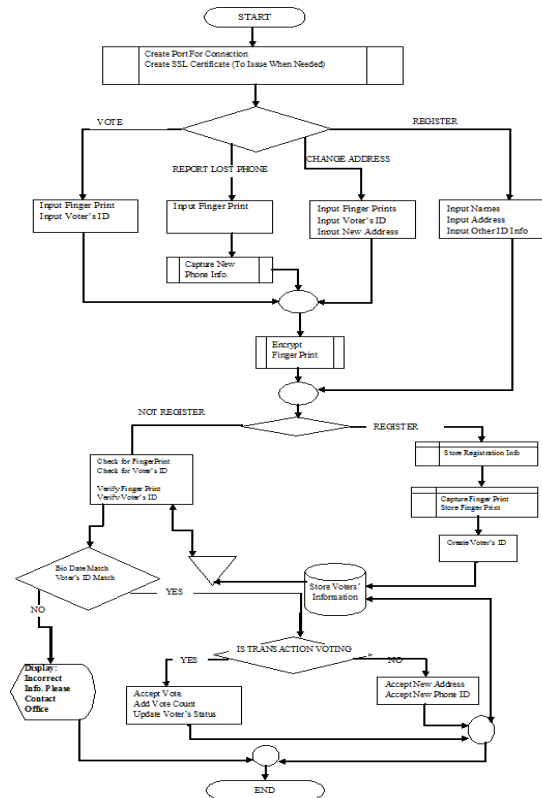 START
Create Port For Connection
Create SSL Certificate (To Issue When Needed)
VOTE
REGISTER
REPORT LOST PHONE
CHANGE ADDRESS
Input Finger Print
Input Voter's ID
Input Finger Print
Input Finger Prints
Input Voter's ID
Input New Address
Input Names
Input Address
Input Other ID Info
Capture New
Phone Info.
Encrypt
Finger Print
NOT REGISTER
REGISTER
Check for FingerPrint
Check for Voter's ID
Verify Finger Print
Verify Voter's ID
Store Registration Info
Capture Finger Print
Store Finger Print
Create Voter's ID
Bio Date Match
Voter's ID Match
YES
NO
Store Voters'
Information
IS TRANSACTION VOTING
YES
NO
Display:
Incorrect
Info. Please
Contact
Office
Accept Vote.
Add Vote Count
Update Voter's Status
Accept New Address
Accept New Phone ID
END